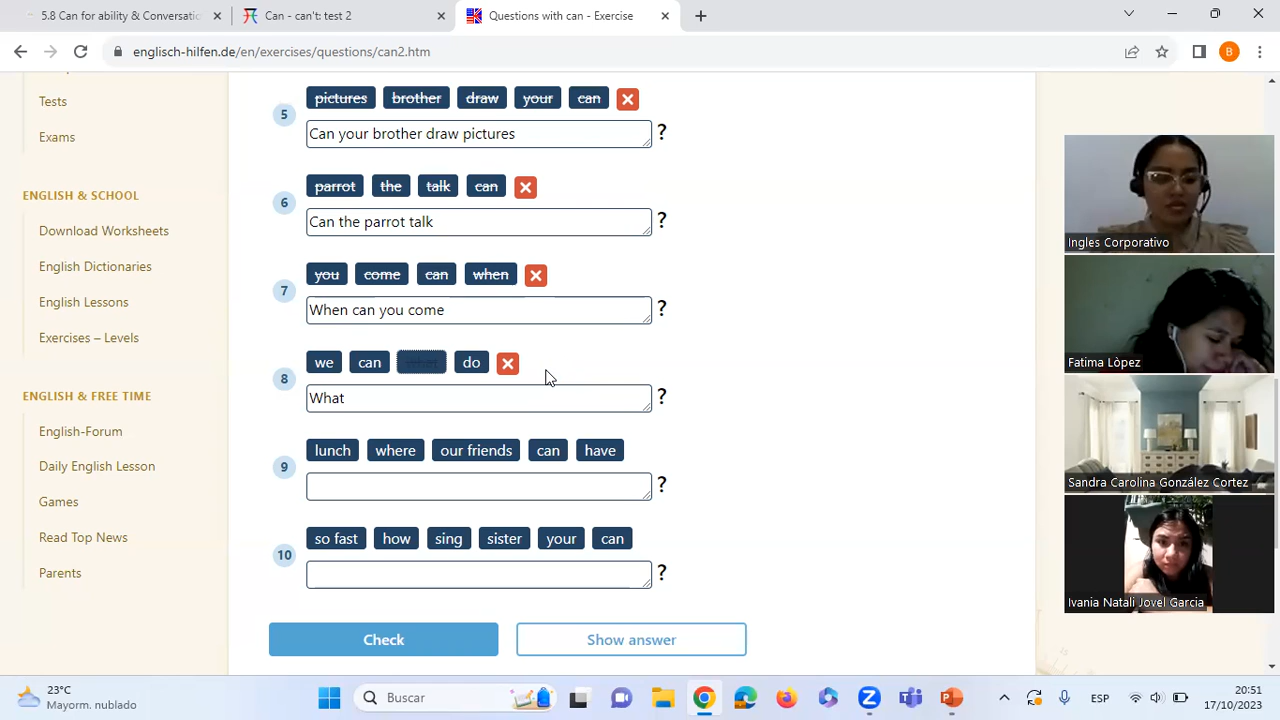 5.8 Can for ability & Conversation
Can - can't: test 2
Questions with can - Exercise
englisch-hilfen.de/en/exercises/questions/can2.htm
B
Tests
Exams
ENGLISH & SCHOOL
Download Worksheets
English Dictionaries
English Lessons
Exercises – Levels
ENGLISH & FREE TIME
English-Forum
Daily English Lesson
Games
Read Top News
Parents
pictures brother draw your can
5
Can your brother draw pictures ?
parrot the talk can
6
Can the parrot talk ?
you come can when
7
When can you come ?
we can do
8
What ?
lunch where our friends can have
9
?
so fast how sing sister your can
10
?
Check Show answer
Ingles Corporativo
Fatima Lòpez
Sandra Carolina González Cortez
Ivania Natali Jovel Garcia
23°C
Mayorm. nublado
Buscar
ESP
20:51
17/10/2023